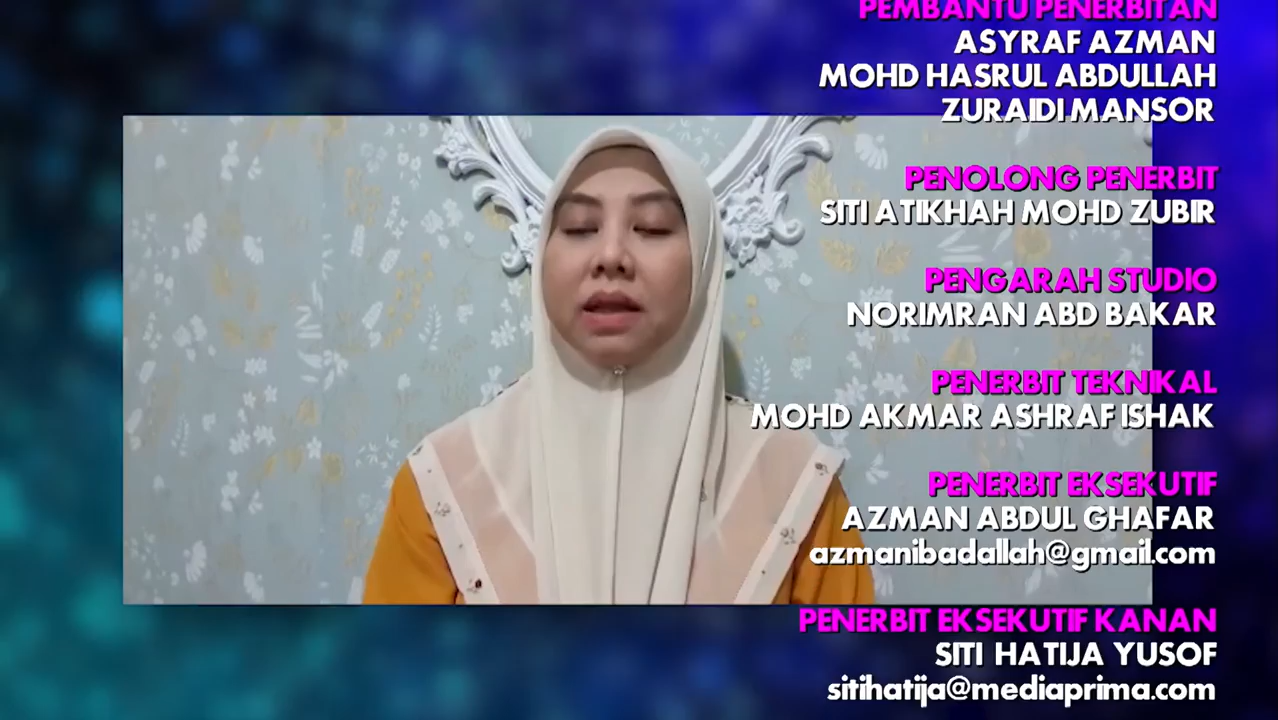 PEMBANTU PENERBITAN
ASYRAF AZMAN
MOHD HASRUL ABDULLAH
ZURAIDI MANSOR
PENOLONG PENERBIT
SITI ATIKHAH MOHD ZUBIR
PENGARAH STUDIO
NORIMRAN ABD BAKAR
PENERBIT TEKNIKAL
MOHD AKMAR ASHRAF ISHAK
PENERBIT EKSEKUTIF
AZMAN ABDUL GHAFAR
azmanibadallah@gmail.com
PENERBIT EKSEKUTIF KANAN
SITI HATIJA YUSOF
sitihatija@mediaprima.com